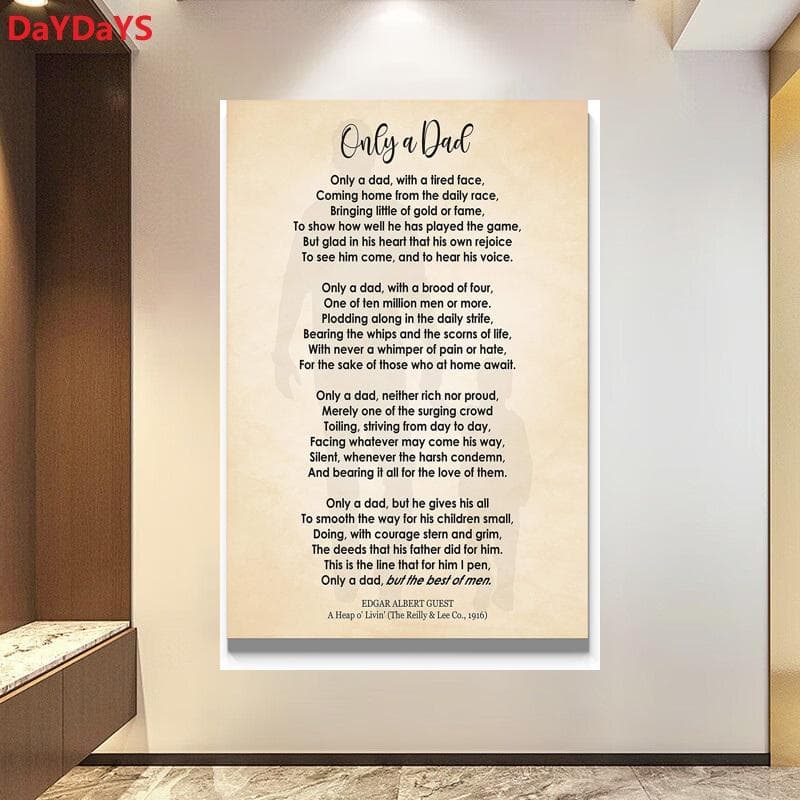 DaYDaYS
Only a Dad
Only a dad, with a tired face,
Coming home from the daily race,
Bringing little of gold or fame,
To show how well he has played the game,
But glad in his heart that his own rejoice
To see him come, and to hear his voice.
Only a dad, with a brood of four,
One of ten million men or more.
Plodding along in the daily strife,
Bearing the whips and the scorns of life,
With never a whimper of pain or hate,
For the sake of those who at home await.
Only a dad, neither rich nor proud,
Merely one of the surging crowd
Toiling, striving from day to day,
Facing whatever may come his way,
Silent, whenever the harsh condemn,
And bearing it all for the love of them.
Only a dad, but he gives his all
To smooth the way for his children small,
Doing, with courage stern and grim,
The deeds that his father did for him.
This is the line that for him I pen,
Only a dad, but the best of men.
EDGAR ALBERT GUEST
A Heap o' Livin' (The Reilly & Lee Co., 1916)